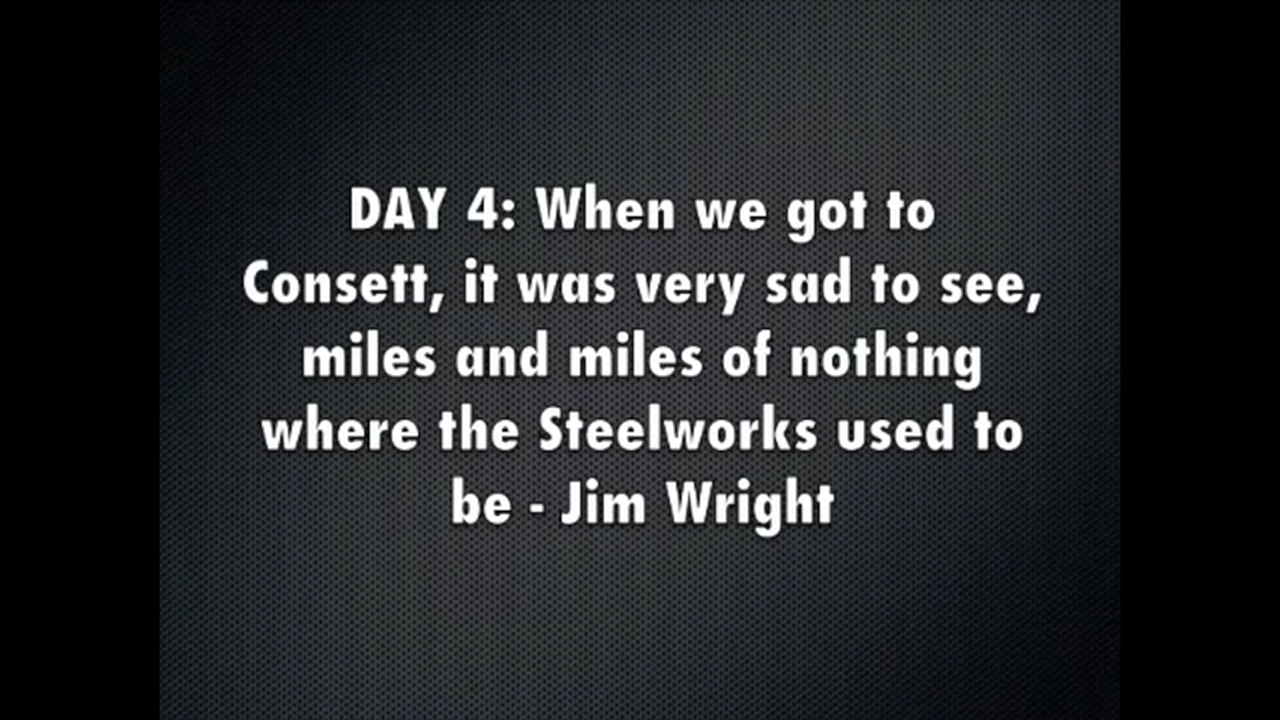 DAY 4: When we got to
Consett, it was very sad to see,
miles and miles of nothing
where the Steelworks used to
be - Jim Wright